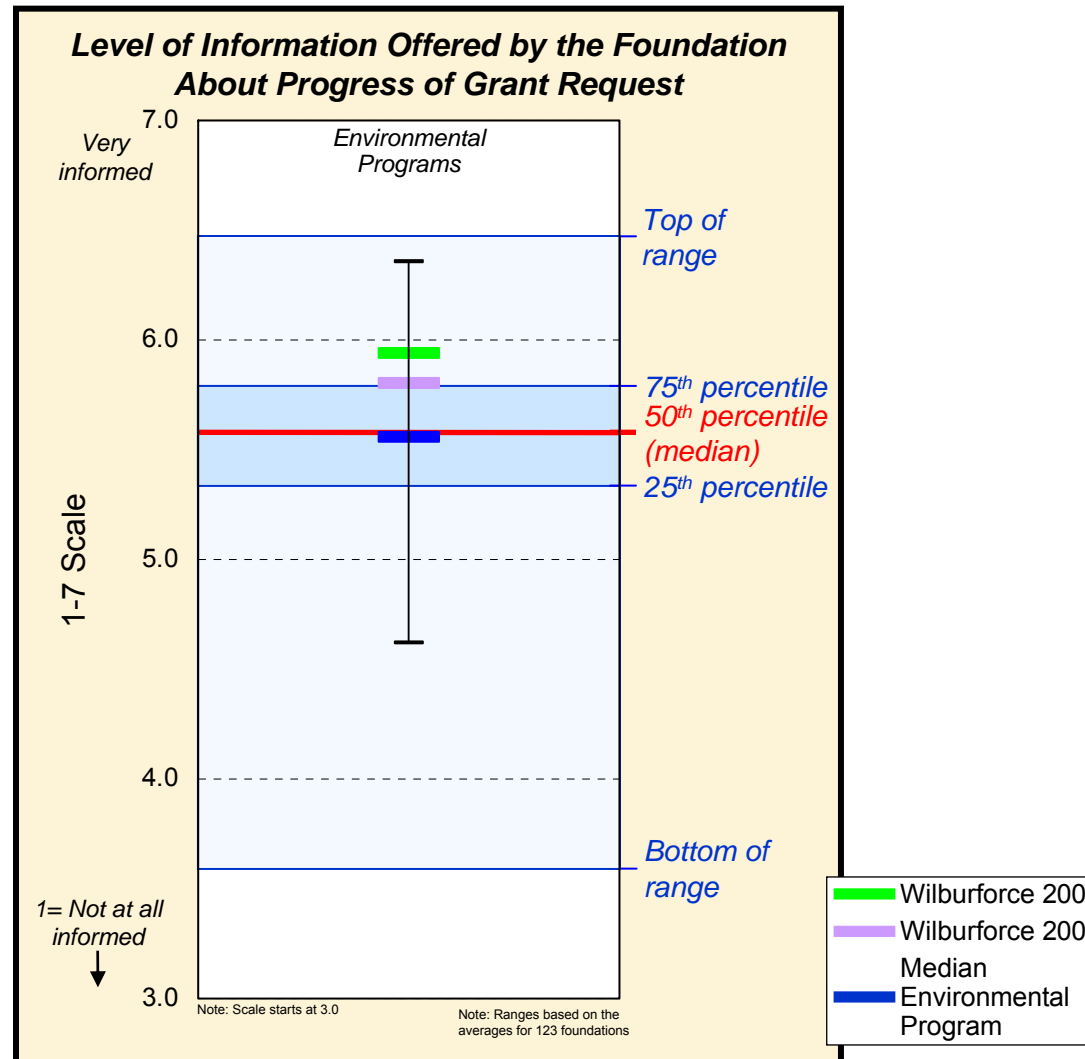 Level of Information Offered by the Foundation
About Progress of Grant Request
7.0
Very
informed
Environmental
Programs
Top of
range
6.0
75th percentile
50th percentile
(median)
25th percentile
1-7 Scale
5.0
4.0
Bottom of
range
1= Not at all
informed
3.0
Note: Scale starts at 3.0
Note: Ranges based on the
averages for 123 foundations
Wilburforce 200
Wilburforce 200
Median
Environmental
Program